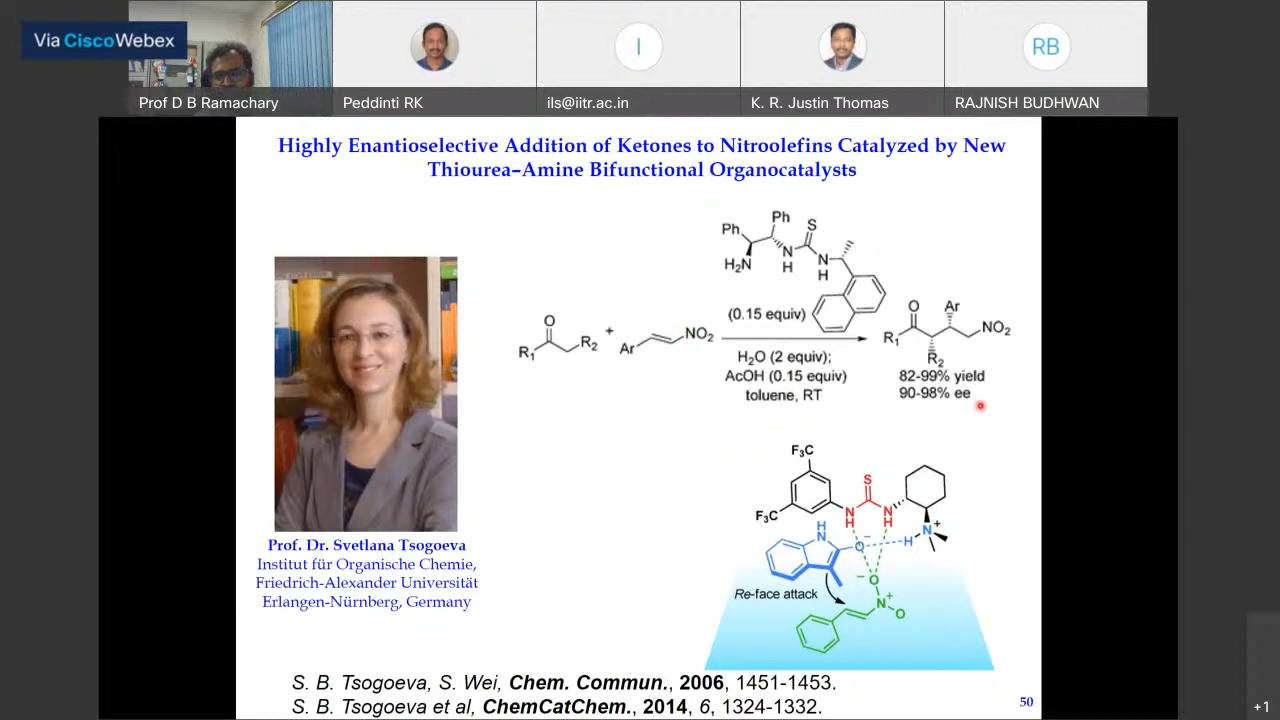 Via CiscoWebex
I
RB
Prof D B Ramachary
Peddinti RK
ils@iitr.ac.in
K. R. Justin Thomas
RAJNISH BUDHWAN
Highly Enantioselective Addition of Ketones to Nitroolefins Catalyzed by New
Thiourea–Amine Bifunctional Organocatalysts
Ph
Ph
S
H₂N
N
H
N
H
(0.15 equiv)
O
R₁
R₂
+
Ar
NO₂
H₂O (2 equiv);
AcOH (0.15 equiv)
toluene, RT
O
Ar
R₁
NO₂
R₂
82-99% yield
90-98% ee
F₃C
F₃C
S
N
H
N
H
H
N
O
−
H
N
+
−
O
Re-face attack
N
+
O
Prof. Dr. Svetlana Tsogoeva
Institut für Organische Chemie,
Friedrich-Alexander Universität
Erlangen-Nürnberg, Germany
S. B. Tsogoeva, S. Wei, Chem. Commun., 2006, 1451-1453.
S. B. Tsogoeva et al, ChemCatChem., 2014, 6, 1324-1332.
50
+1